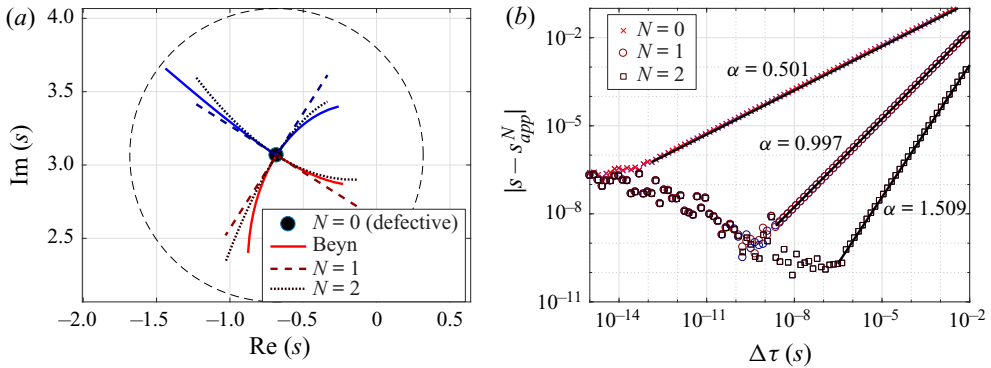 (a)
4.0
3.5
3.0
2.5
Im (s)
−2.0 −1.5 −1.0 −0.5 0 0.5
Re (s)
N = 0 (defective)
Beyn
N = 1
N = 2
(b)
10⁻²
10⁻⁵
10⁻⁸
10⁻¹¹
|s − s^N_app|
N = 0
N = 1
N = 2
α = 0.501
α = 0.997
α = 1.509
10⁻¹⁴ 10⁻¹¹ 10⁻⁸ 10⁻⁵ 10⁻²
Δτ (s)